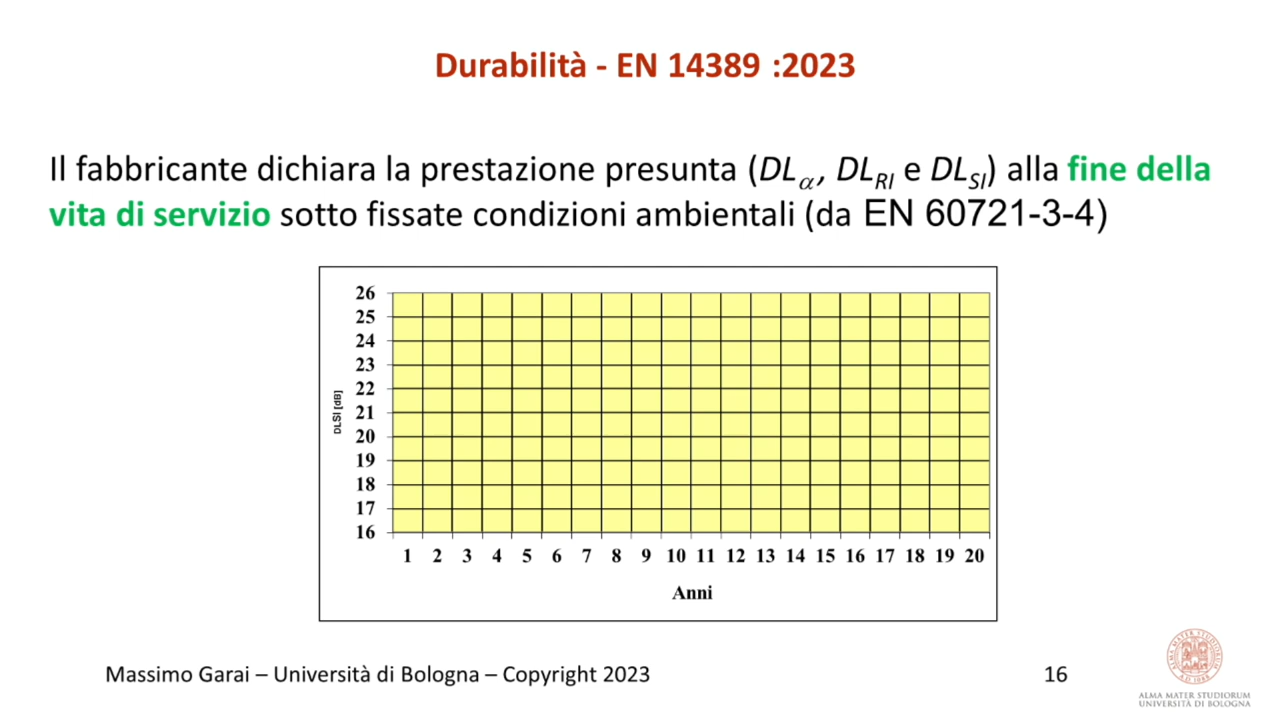 Durabilità - EN 14389 :2023
Il fabbricante dichiara la prestazione presunta (DLα, DLRI e DLSI) alla fine della
vita di servizio sotto fissate condizioni ambientali (da EN 60721-3-4)
26
25
24
23
22
21
20
19
18
17
16
DLSI [dB]
1 2 3 4 5 6 7 8 9 10 11 12 13 14 15 16 17 18 19 20
Anni
Massimo Garai – Università di Bologna – Copyright 2023
16
ALMA MATER STUDIORUM
UNIVERSITÀ DI BOLOGNA